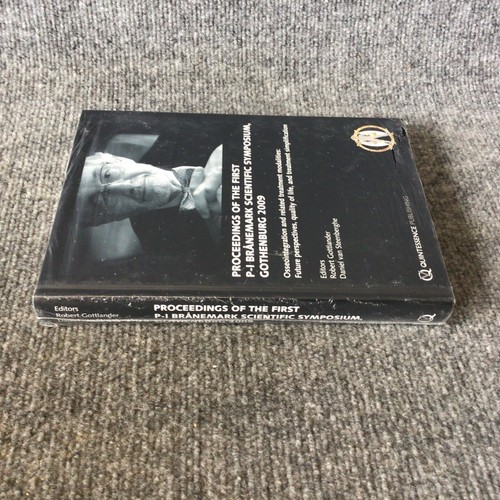 PROCEEDINGS OF THE FIRST
P-I BRÅNEMARK SCIENTIFIC SYMPOSIUM,
GOTHENBURG 2009
Osseointegration and related treatment modalities:
Future perspectives, quality of life, and treatment simplification
Editors
Robert Gottlander
Daniel van Steenberghe
QUINTESSENCE PUBLISHING
Editors
Robert Gottlander
PROCEEDINGS OF THE FIRST
P-I BRÅNEMARK SCIENTIFIC SYMPOSIUM,